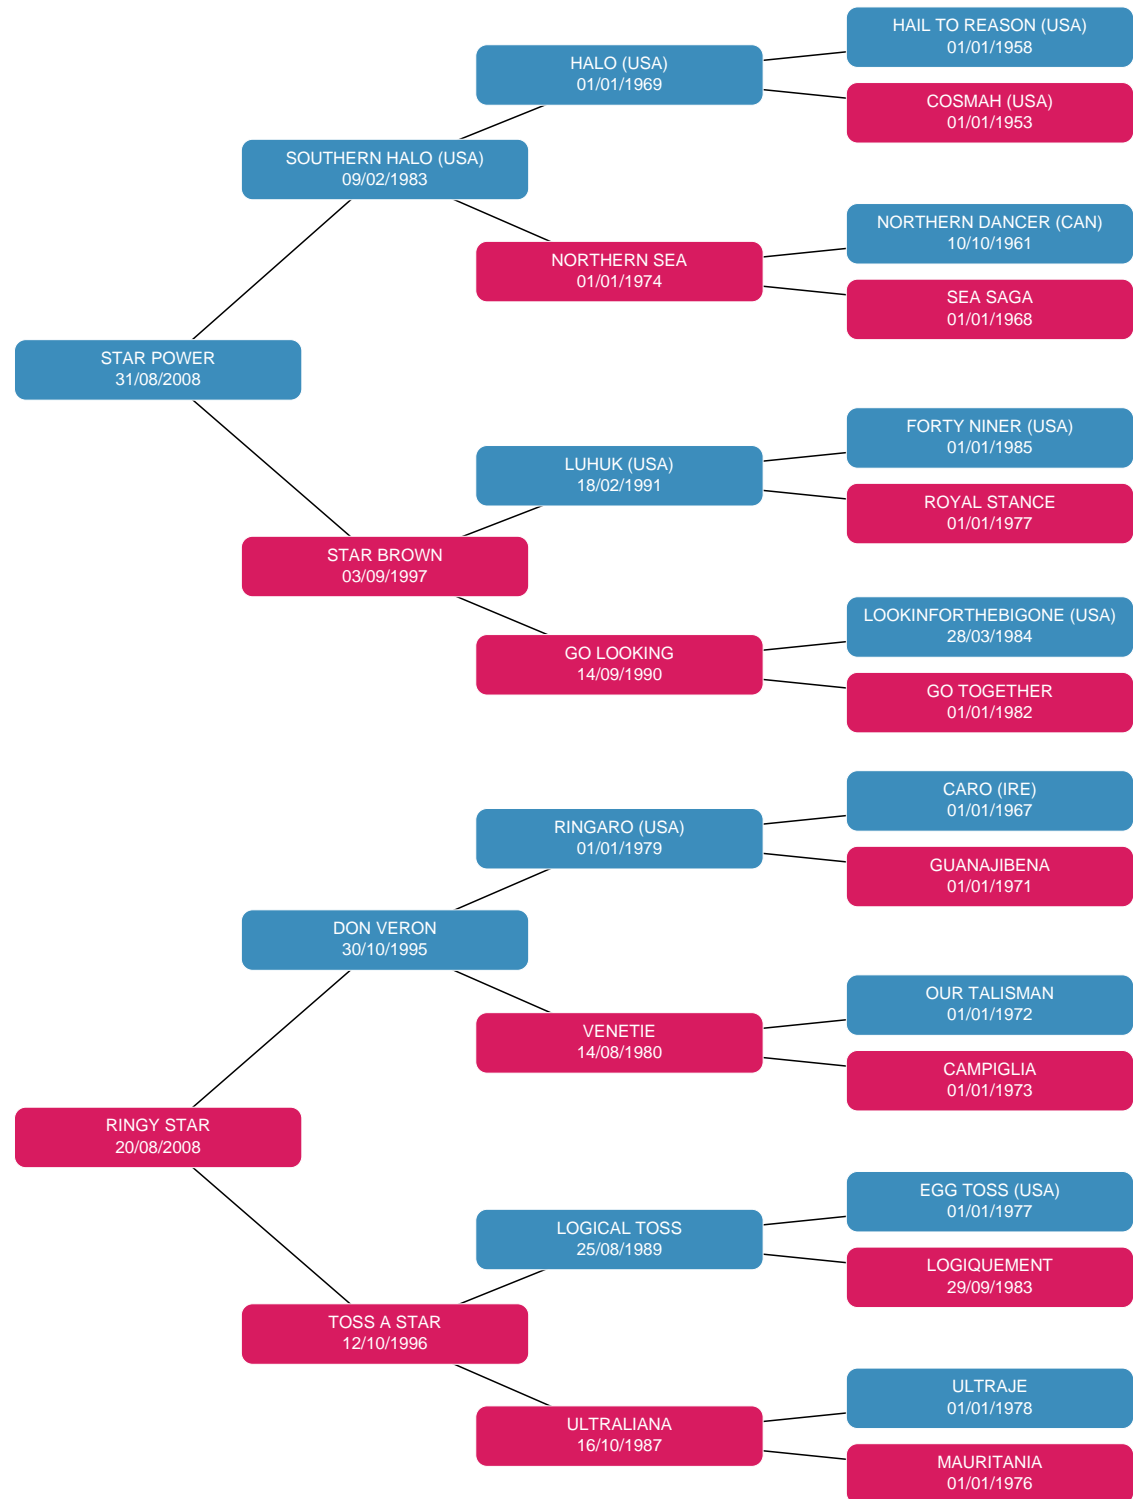 HAIL TO REASON (USA)
01/01/1958
HALO (USA)
01/01/1969
COSMAH (USA)
01/01/1953
SOUTHERN HALO (USA)
09/02/1983
NORTHERN DANCER (CAN)
10/10/1961
NORTHERN SEA
01/01/1974
SEA SAGA
01/01/1968
STAR POWER
31/08/2008
FORTY NINER (USA)
01/01/1985
LUHUK (USA)
18/02/1991
ROYAL STANCE
01/01/1977
STAR BROWN
03/09/1997
LOOKINFORTHEBIGONE (USA)
28/03/1984
GO LOOKING
14/09/1990
GO TOGETHER
01/01/1982
CARO (IRE)
01/01/1967
RINGARO (USA)
01/01/1979
GUANAJIBENA
01/01/1971
DON VERON
30/10/1995
OUR TALISMAN
01/01/1972
VENETIE
14/08/1980
CAMPIGLIA
01/01/1973
RINGY STAR
20/08/2008
EGG TOSS (USA)
01/01/1977
LOGICAL TOSS
25/08/1989
LOGIQUEMENT
29/09/1983
TOSS A STAR
12/10/1996
ULTRAJE
01/01/1978
ULTRALIANA
16/10/1987
MAURITANIA
01/01/1976